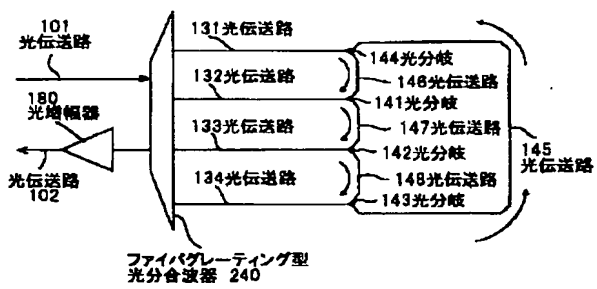 101
光伝送路
180
光増幅器
光伝送路
102
131光伝送路
132光伝送路
133光伝送路
134光伝送路
144光分岐
146光伝送路
141光分岐
147光伝送路
142光分岐
148光伝送路
143光分岐
145
光伝送路
ファイバグレーティング型
光分合波器 240